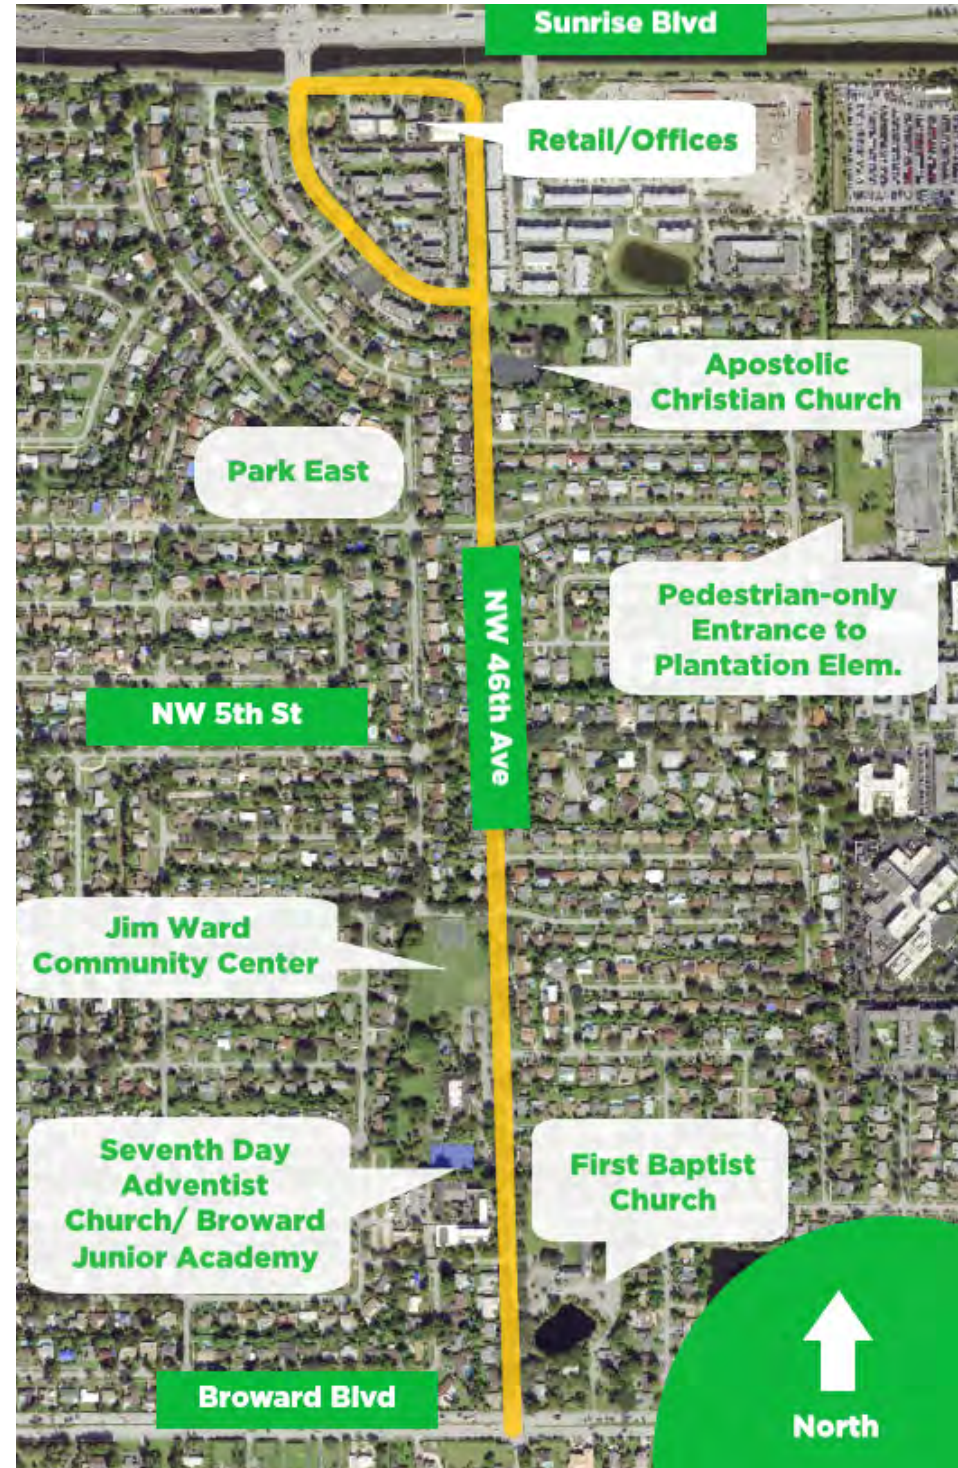 Sunrise Blvd
Retail/Offices
Apostolic
Christian Church
Park East
Pedestrian-only
Entrance to
Plantation Elem.
NW 46th Ave
NW 5th St
Jim Ward
Community Center
Seventh Day
Adventist
Church/ Broward
Junior Academy
First Baptist
Church
Broward Blvd
North